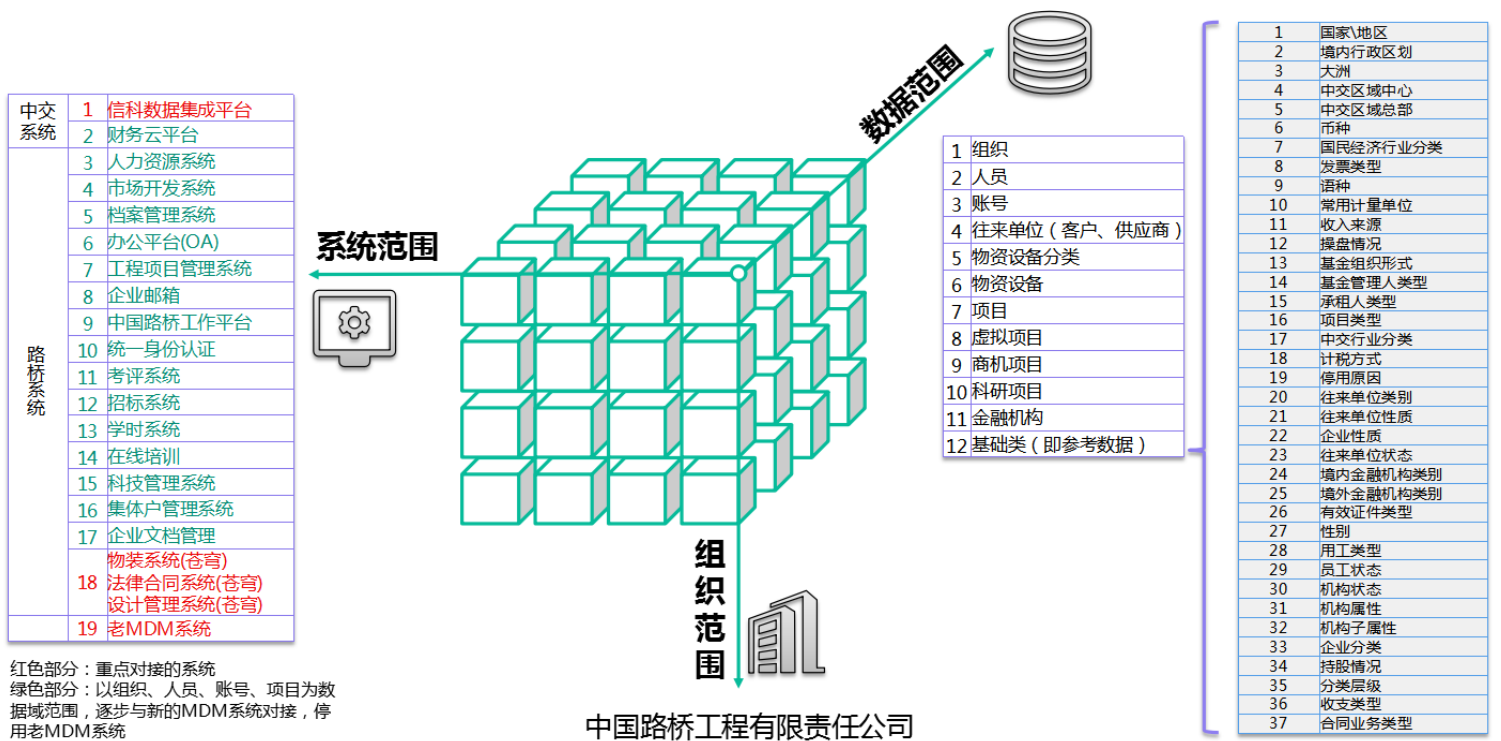 中交系统
1 信科数据集成平台
2 财务云平台
路桥系统
3 人力资源系统
4 市场开发系统
5 档案管理系统
6 办公平台(OA)
7 工程项目管理系统
8 企业邮箱
9 中国路桥工作平台
10 统一身份认证
11 考评系统
12 招标系统
13 学时系统
14 在线培训
15 科技管理系统
16 集体户管理系统
17 企业文档管理
18 物装系统(苍穹)
法律合同系统(苍穹)
设计管理系统(苍穹)
19 老MDM系统
红色部分：重点对接的系统
绿色部分：以组织、人员、账号、项目为数
据域范围，逐步与新的MDM系统对接，停
用老MDM系统
系统范围
数据范围
组织范围
中国路桥工程有限责任公司
1 组织
2 人员
3 账号
4 往来单位（客户、供应商）
5 物资设备分类
6 物资设备
7 项目
8 虚拟项目
9 商机项目
10 科研项目
11 金融机构
12 基础类（即参考数据）
1 国家\地区
2 境内行政区划
3 大洲
4 中交区域中心
5 中交区域总部
6 币种
7 国民经济行业分类
8 发票类型
9 语种
10 常用计量单位
11 收入来源
12 操盘情况
13 基金组织形式
14 基金管理人类型
15 承租人类型
16 项目类型
17 中交行业分类
18 计税方式
19 停用原因
20 往来单位类别
21 往来单位性质
22 企业性质
23 往来单位状态
24 境内金融机构类别
25 境外金融机构类别
26 有效证件类型
27 性别
28 用工类型
29 员工状态
30 机构状态
31 机构属性
32 机构子属性
33 企业分类
34 持股情况
35 分类层级
36 收支类型
37 合同业务类型